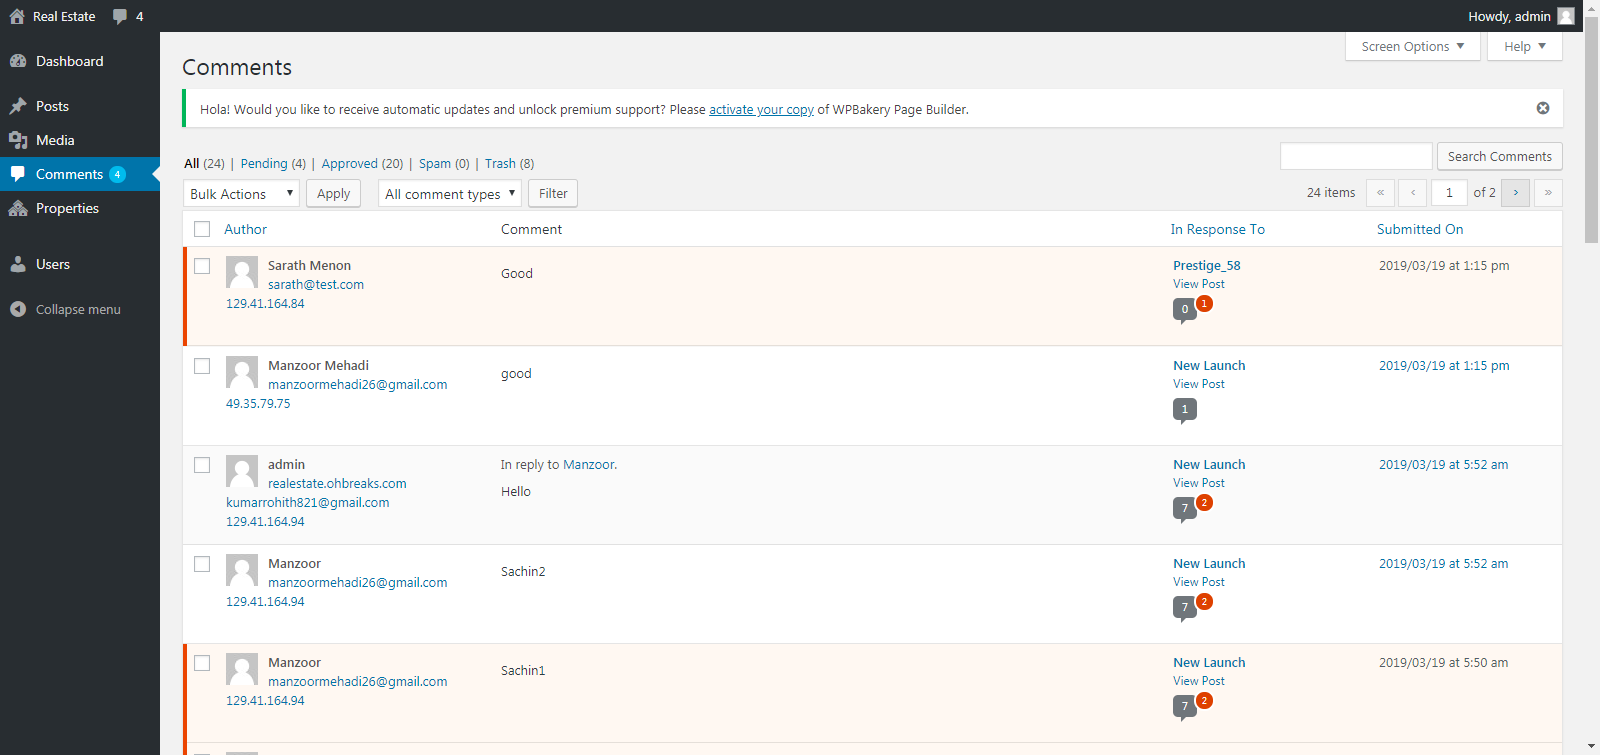 Real Estate 4 Howdy, admin
Screen Options ▼ Help ▼
Dashboard
Posts
Media
Comments 4
Properties
Users
Collapse menu
Comments
Hola! Would you like to receive automatic updates and unlock premium support? Please activate your copy of WPBakery Page Builder.
All (24) | Pending (4) | Approved (20) | Spam (0) | Trash (8)
Search Comments
Bulk Actions ▼ Apply All comment types ▼ Filter
24 items « ‹ 1 of 2 › »
Author Comment In Response To Submitted On
Sarath Menon
sarath@test.com
129.41.164.84
Good
Prestige_58
View Post
0 1
2019/03/19 at 1:15 pm
Manzoor Mehadi
manzoormehadi26@gmail.com
49.35.79.75
good
New Launch
View Post
1
2019/03/19 at 1:15 pm
admin
realestate.ohbreaks.com
kumarrohith821@gmail.com
129.41.164.94
In reply to Manzoor.
Hello
New Launch
View Post
7 2
2019/03/19 at 5:52 am
Manzoor
manzoormehadi26@gmail.com
129.41.164.94
Sachin2
New Launch
View Post
7 2
2019/03/19 at 5:52 am
Manzoor
manzoormehadi26@gmail.com
129.41.164.94
Sachin1
New Launch
View Post
7 2
2019/03/19 at 5:50 am